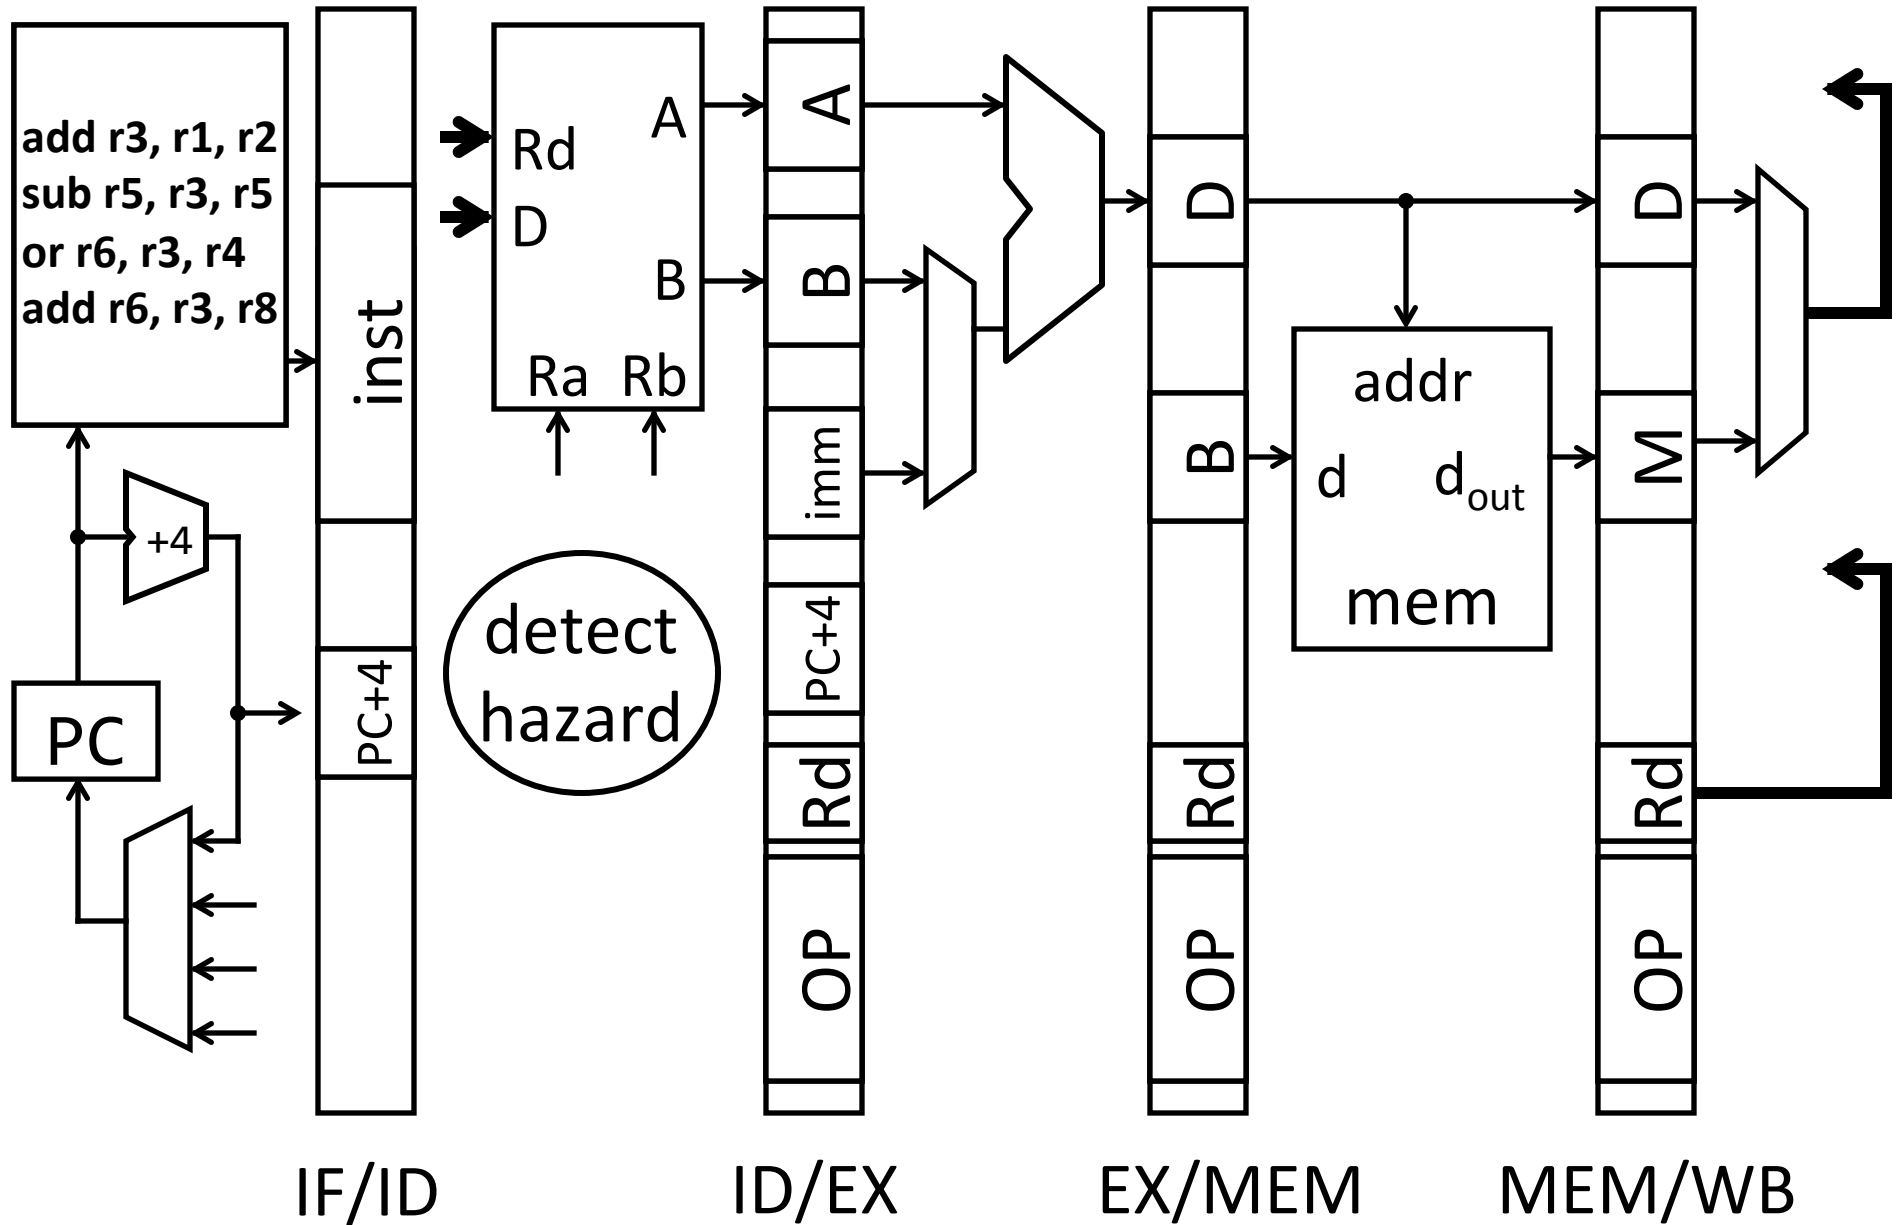 add r3, r1, r2
sub r5, r3, r5
or r6, r3, r4
add r6, r3, r8
+4
PC
inst
PC+4
Rd
D
A
B
Ra Rb
detect
hazard
A
B
imm
PC+4
Rd
OP
D
B
Rd
OP
addr
d
dout
mem
D
M
Rd
OP
IF/ID
ID/EX
EX/MEM
MEM/WB